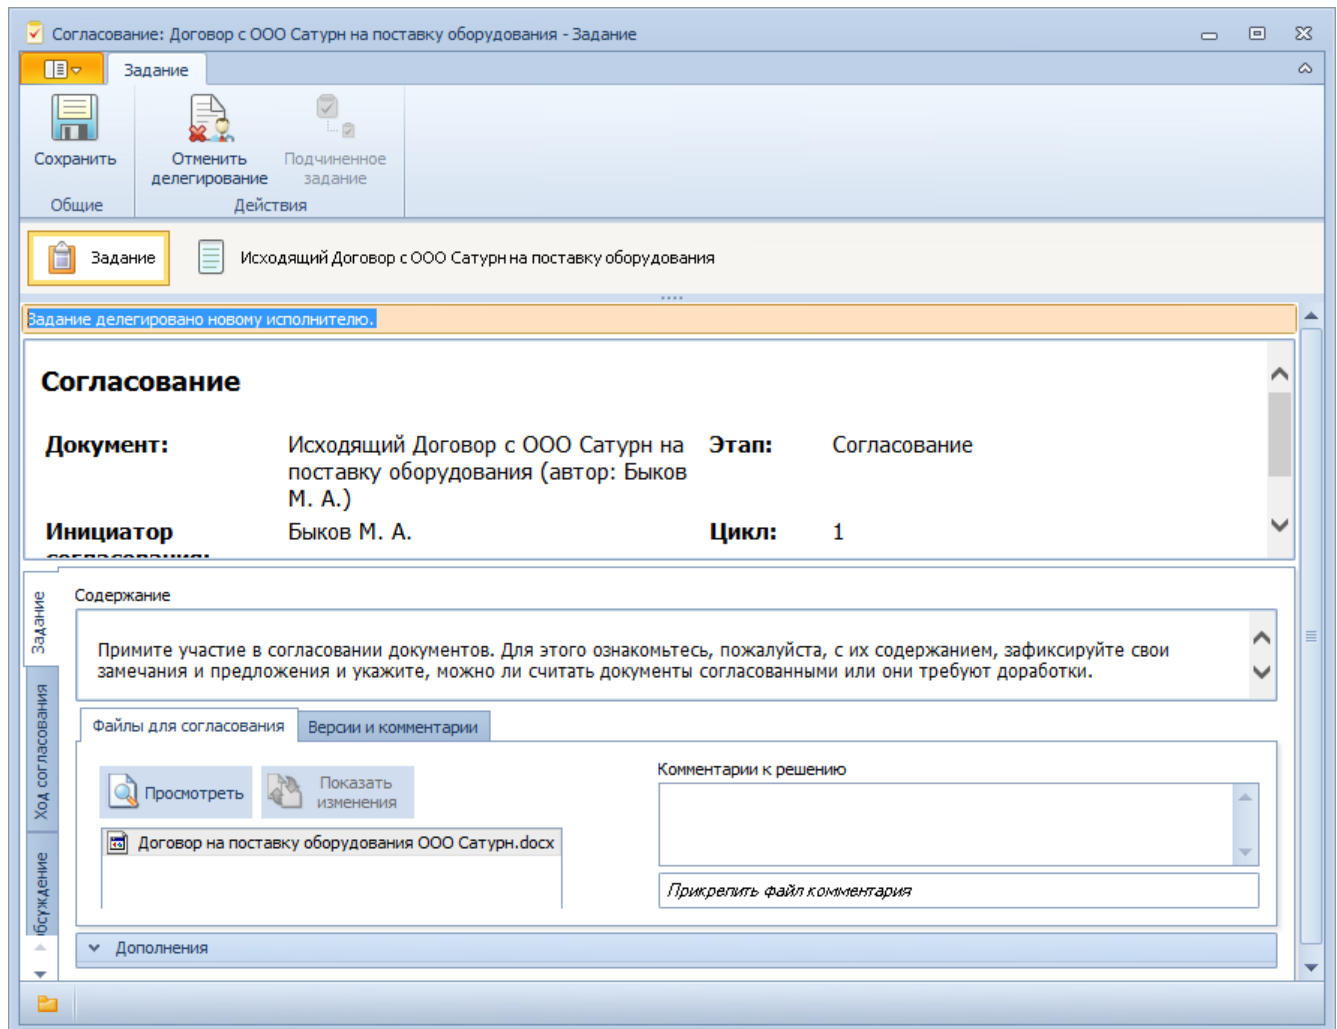 Согласование: Договор с ООО Сатурн на поставку оборудования - Задание
Задание
Сохранить
Отменить делегирование
Подчиненное задание
Общие
Действия
Задание
Исходящий Договор с ООО Сатурн на поставку оборудования
Задание делегировано новому исполнителю.
Согласование
Документ:
Исходящий Договор с ООО Сатурн на
поставку оборудования (автор: Быков
М. А.)
Этап:
Согласование
Инициатор
согласования:
Быков М. А.
Цикл:
1
Задание
Ход согласования
бсуждение
Содержание
Примите участие в согласовании документов. Для этого ознакомьтесь, пожалуйста, с их содержанием, зафиксируйте свои
замечания и предложения и укажите, можно ли считать документы согласованными или они требуют доработки.
Файлы для согласования
Версии и комментарии
Просмотреть
Показать
изменения
Договор на поставку оборудования ООО Сатурн.docx
Комментарии к решению
Прикрепить файл комментария
Дополнения